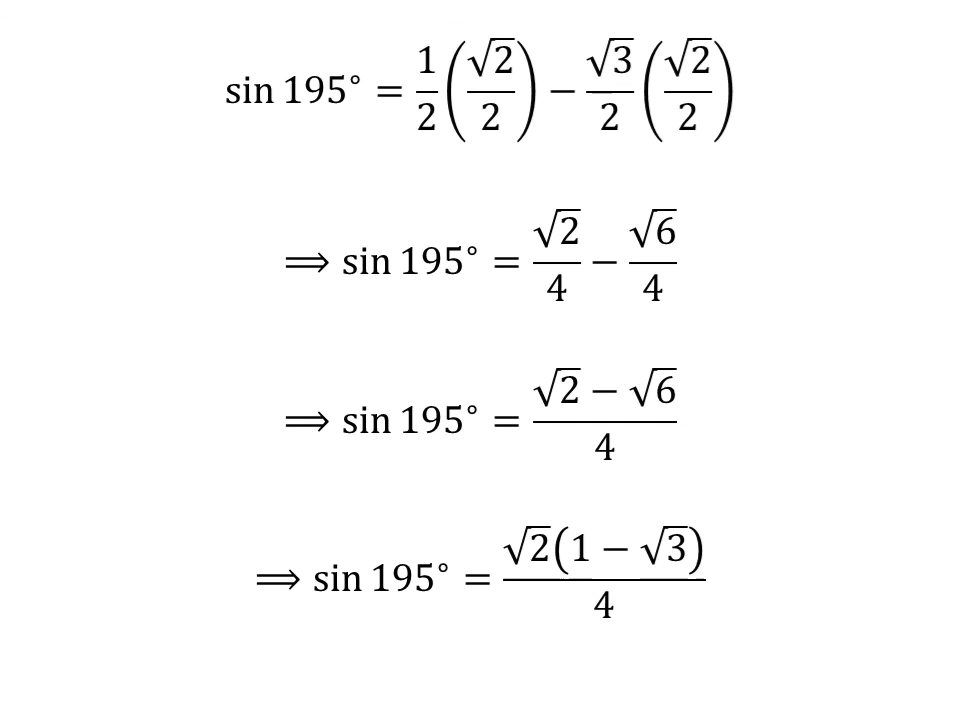 sin 195° = 1/2 (√2/2) − √3/2 (√2/2)
⟹ sin 195° = √2/4 − √6/4
⟹ sin 195° = (√2 − √6)/4
⟹ sin 195° = √2(1 − √3)/4